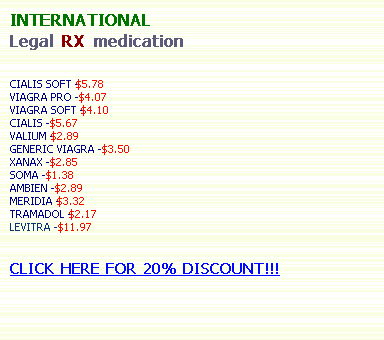 INTERNATIONAL
Legal RX medication
CIALIS SOFT $5.78
VIAGRA PRO -$4.07
VIAGRA SOFT $4.10
CIALIS -$5.67
VALIUM $2.89
GENERIC VIAGRA -$3.50
XANAX -$2.85
SOMA -$1.38
AMBIEN -$2.89
MERIDIA $3.32
TRAMADOL $2.17
LEVITRA -$11.97
CLICK HERE FOR 20% DISCOUNT!!!